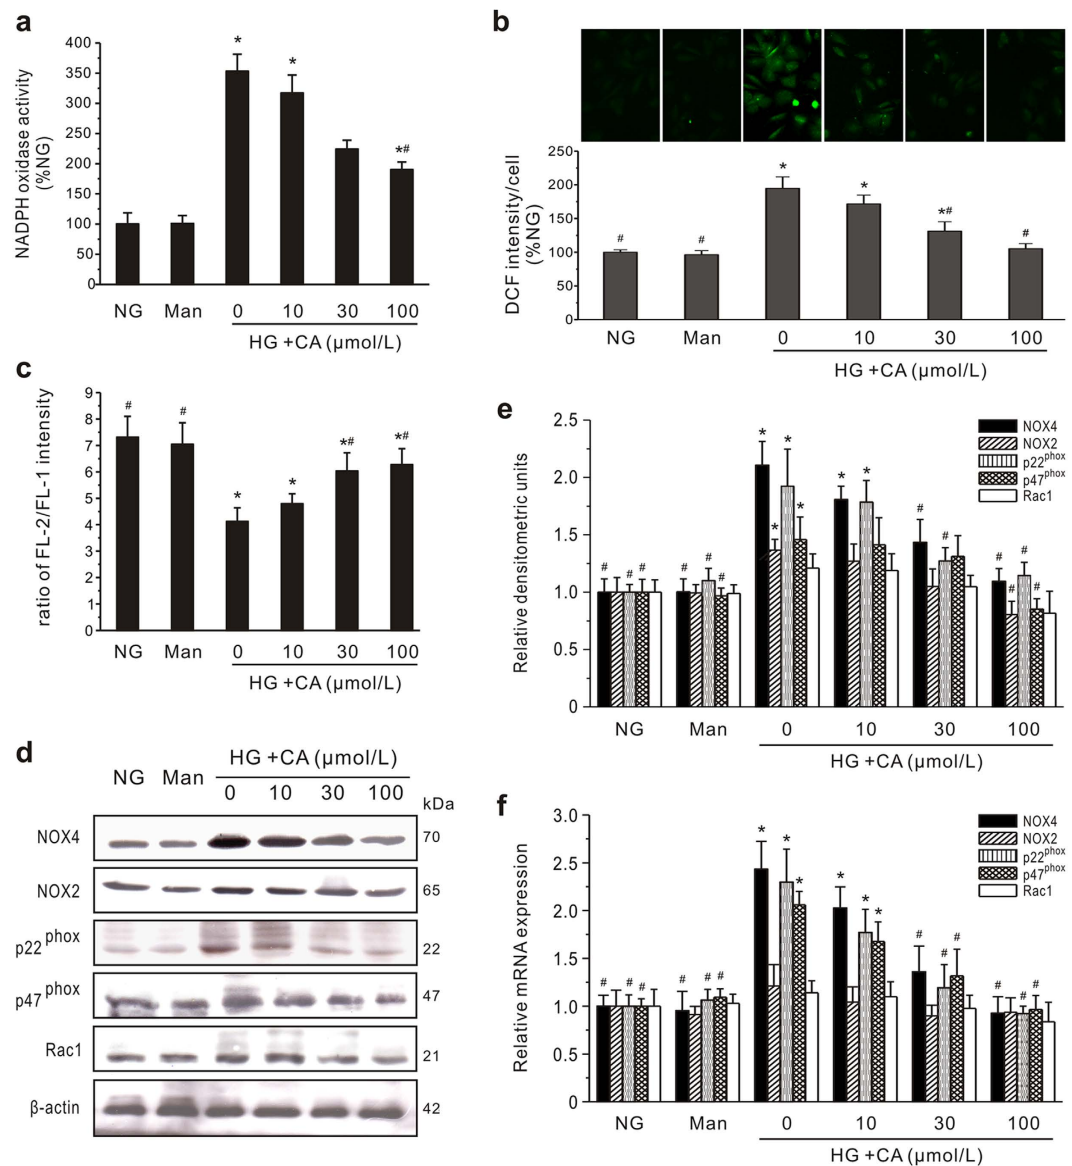 a
NADPH oxidase activity
(%NG)
400
350
300
250
200
150
100
50
0
* * *#
NG Man 0 10 30 100
HG +CA (μmol/L)
b
DCF intensity/cell
(%NG)
250
200
150
100
50
0
# # * * *# #
NG Man 0 10 30 100
HG +CA (μmol/L)
c
ratio of FL-2/FL-1 intensity
9
8
7
6
5
4
3
2
1
0
# # * * *# *#
NG Man 0 10 30 100
HG +CA (μmol/L)
d
HG +CA (μmol/L)
NG Man 0 10 30 100
kDa
NOX4 70
NOX2 65
p22phox 22
p47phox 47
Rac1 21
β-actin 42
e
Relative densitometric units
2.5
2.0
1.5
1.0
0.5
0
NOX4
NOX2
p22phox
p47phox
Rac1
# # # # # # * * * * * * # # # # # #
NG Man 0 10 30 100
HG +CA (μmol/L)
f
Relative mRNA expression
3.0
2.5
2.0
1.5
1.0
0.5
0
NOX4
NOX2
p22phox
p47phox
Rac1
# # # # # # * * * * * * # # # # # #
NG Man 0 10 30 100
HG +CA (μmol/L)